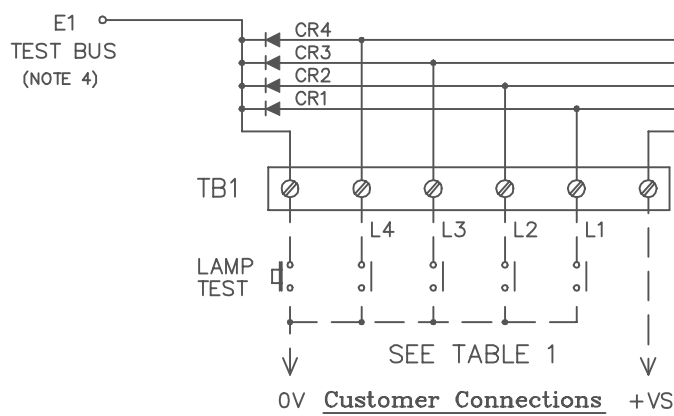 E1
TEST BUS
(NOTE 4)
CR4
CR3
CR2
CR1
TB1
L4
L3
L2
L1
LAMP
TEST
SEE TABLE 1
0V
Customer Connections
+VS